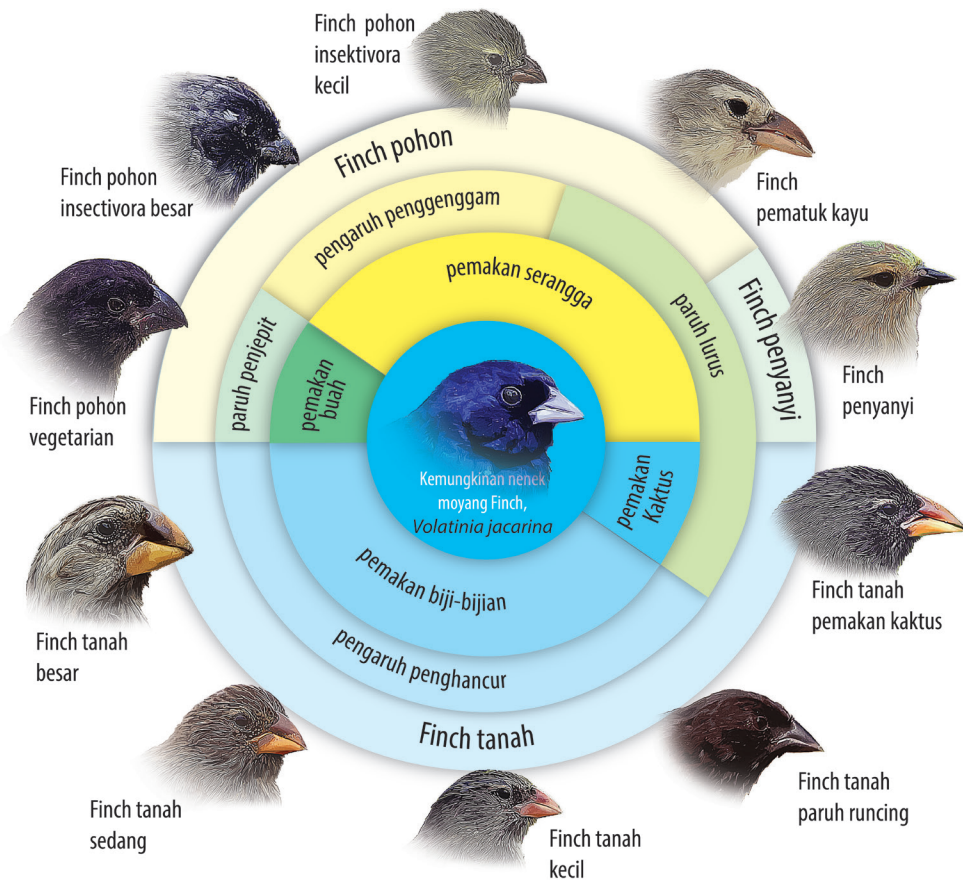 Finch pohon
insektivora
kecil
Finch pohon
insectivora besar
Finch
pematuk kayu
Finch pohon
vegetarian
Finch
penyanyi
Finch pohon
Finch penyanyi
pengaruh penggenggam
paruh lurus
paruh penjepit
pemakan serangga
pemakan
buah
Kemungkinan nenek
moyang Finch,
Volatinia jacarina
pemakan
Kaktus
pemakan biji-bijian
pengaruh penghancur
Finch tanah
Finch tanah
pemakan kaktus
Finch tanah
besar
Finch tanah
paruh runcing
Finch tanah
sedang
Finch tanah
kecil